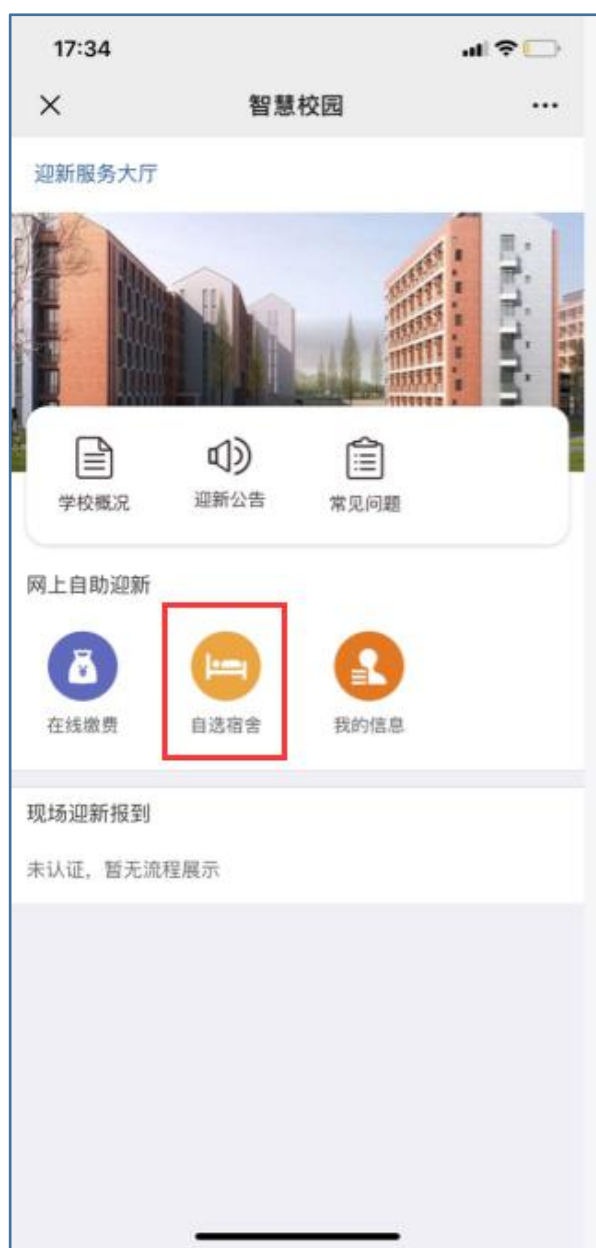 17:34
智慧校园
迎新服务大厅
学校概况 迎新公告 常见问题
网上自助迎新
¥
在线缴费 自选宿舍 我的信息
现场迎新报到
未认证，暂无流程展示